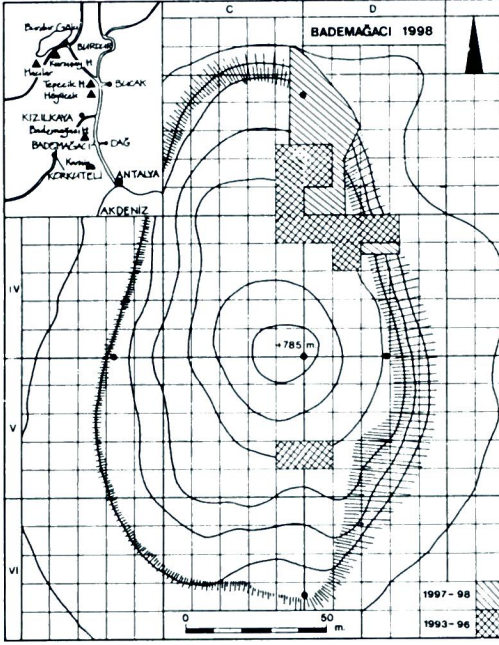 C D
BADEMAĞACI 1998
Burdur Gölü
BURDUR
Kuruçay H
Hacılar
Tepecik H
BUCAK
Höyücek
KIZILKAYA
Bademağacı H
BADEMAĞACI
DAĞ
KORKUTELİ
ANTALYA
AKDENİZ
IV
+785 m
V
VI
1997-98
1993-96
0 50
m.